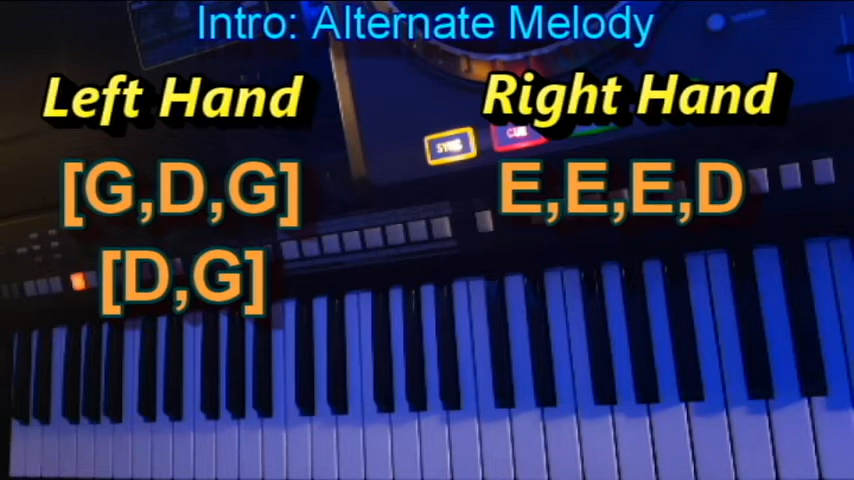 Intro: Alternate Melody
Left Hand
Right Hand
[G,D,G]
E,E,E,D
[D,G]
SYNC
CUE